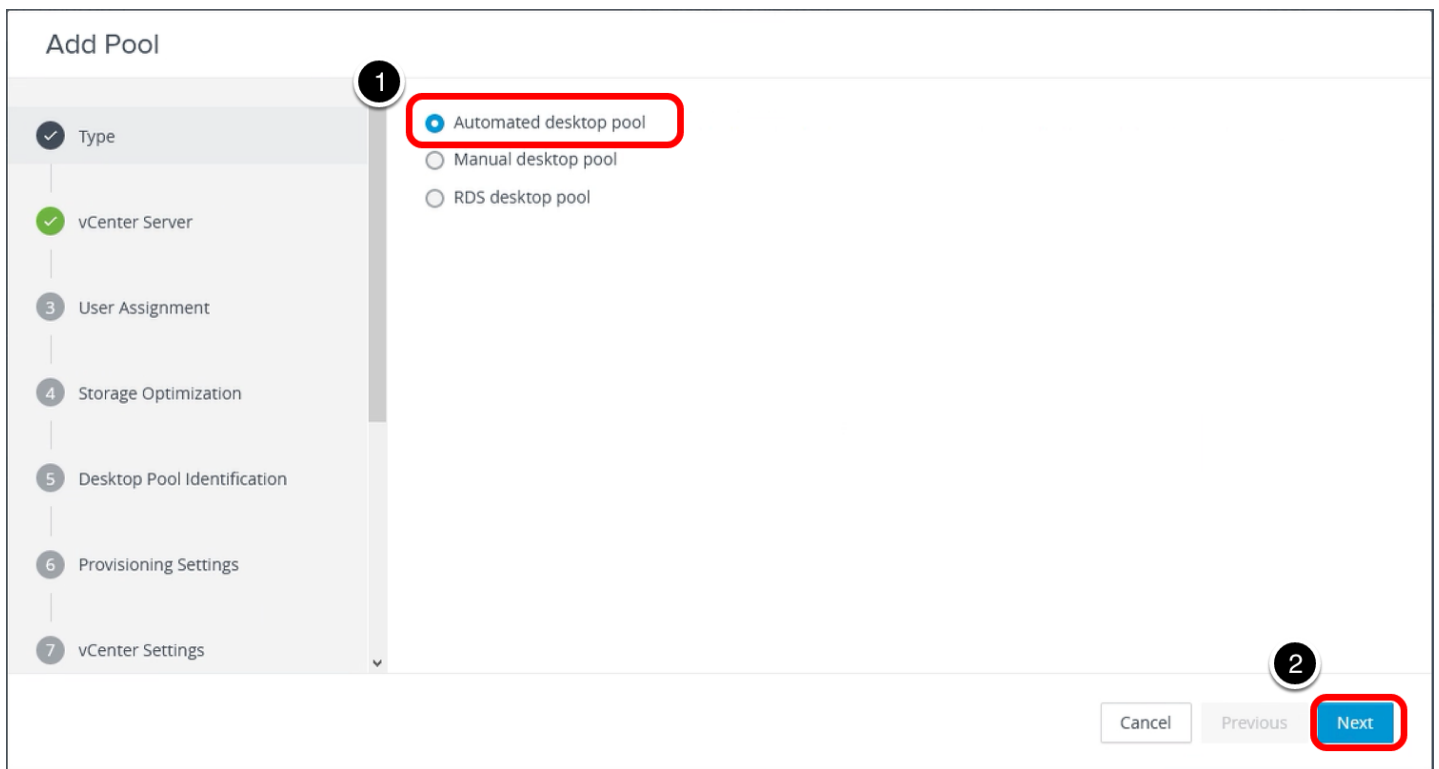 Add Pool
1
Type
vCenter Server
3 User Assignment
4 Storage Optimization
5 Desktop Pool Identification
6 Provisioning Settings
7 vCenter Settings
Automated desktop pool
Manual desktop pool
RDS desktop pool
2
Cancel Previous Next